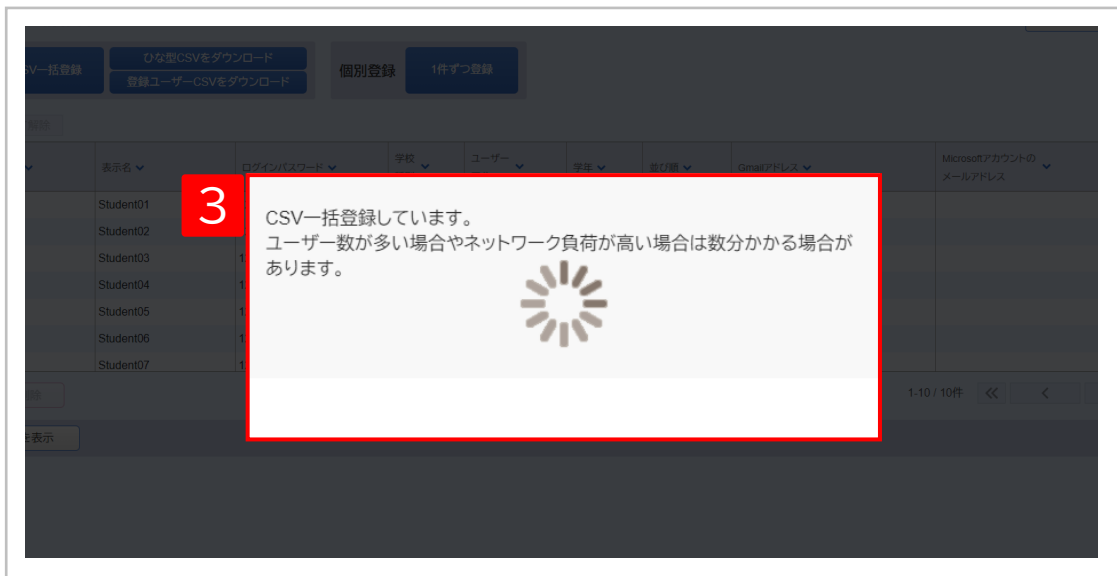 ひな型CSVをダウンロード
SV一括登録
登録ユーザーCSVをダウンロード
個別登録
1件ずつ登録
表示名
ログインパスワード
学校
ユーザー
学年
並び順
Gmailアドレス
Microsoftアカウントの
メールアドレス
3
Student01
Student02
Student03
Student04
Student05
Student06
Student07
CSV一括登録しています。
ユーザー数が多い場合やネットワーク負荷が高い場合は数分かかる場合が
あります。
1-10 / 10件
を表示